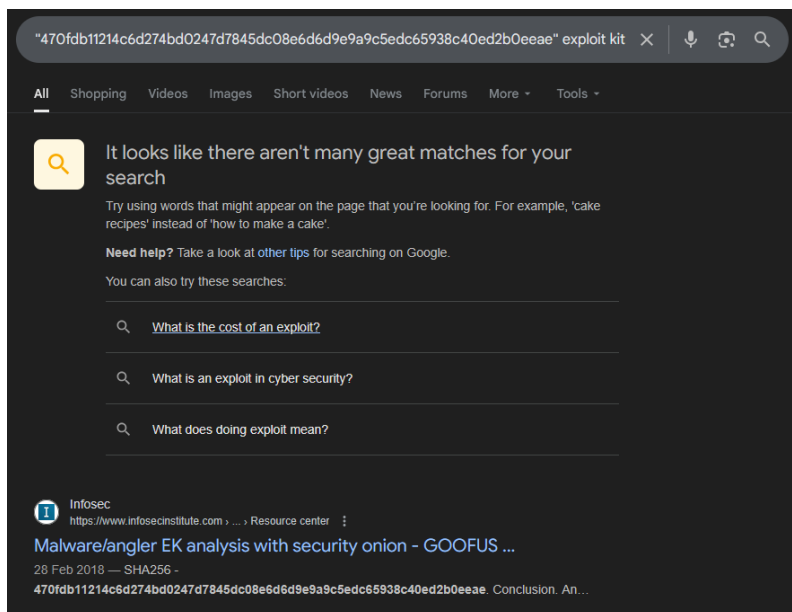 "470fdb11214c6d274bd0247d7845dc08e6d6d9e9a9c5edc65938c40ed2b0eeae" exploit kit
All Shopping Videos Images Short videos News Forums More Tools
It looks like there aren't many great matches for your
search
Try using words that might appear on the page that you're looking for. For example, 'cake
recipes' instead of 'how to make a cake'.
Need help? Take a look at other tips for searching on Google.
You can also try these searches:
What is the cost of an exploit?
What is an exploit in cyber security?
What does doing exploit mean?
Infosec
https://www.infosecinstitute.com › ... › Resource center
Malware/angler EK analysis with security onion - GOOFUS ...
28 Feb 2018 — SHA256 -
470fdb11214c6d274bd0247d7845dc08e6d6d9e9a9c5edc65938c40ed2b0eeae. Conclusion. An...